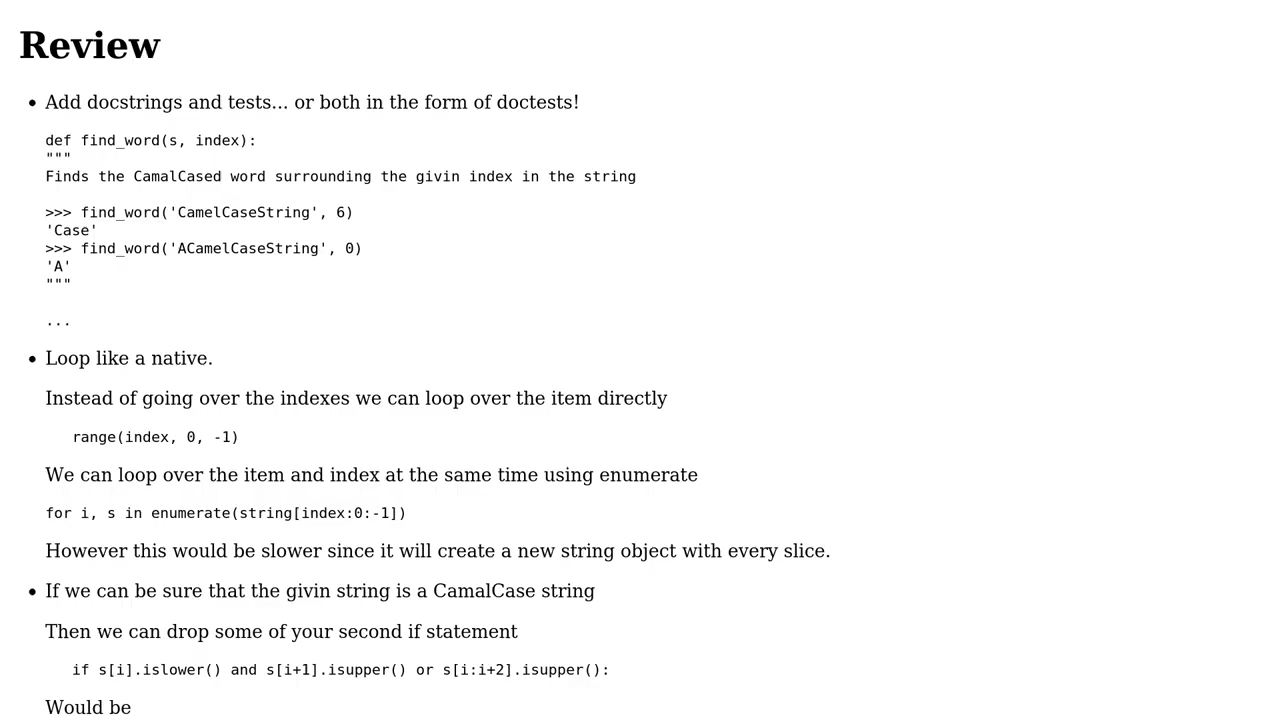 Review
• Add docstrings and tests... or both in the form of doctests!
def find_word(s, index):
"""
Finds the CamalCased word surrounding the givin index in the string
>>> find_word('CamelCaseString', 6)
'Case'
>>> find_word('ACamelCaseString', 0)
'A'
"""
...
• Loop like a native.
Instead of going over the indexes we can loop over the item directly
range(index, 0, -1)
We can loop over the item and index at the same time using enumerate
for i, s in enumerate(string[index:0:-1])
However this would be slower since it will create a new string object with every slice.
• If we can be sure that the givin string is a CamalCase string
Then we can drop some of your second if statement
if s[i].islower() and s[i+1].isupper() or s[i:i+2].isupper():
Would be